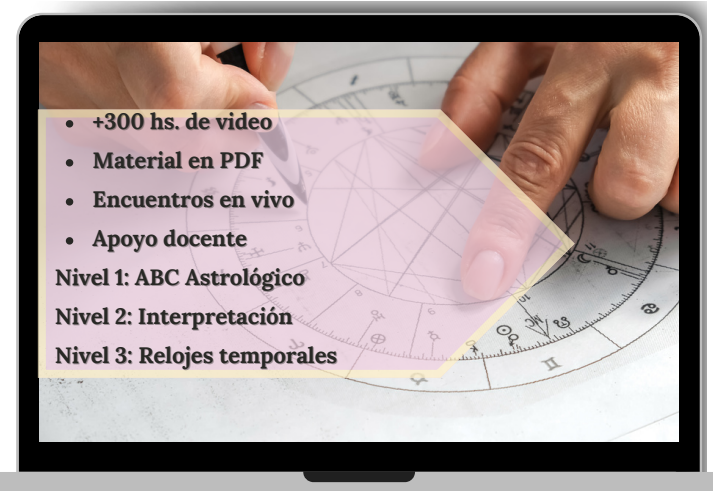 • +300 hs. de video
• Material en PDF
• Encuentros en vivo
• Apoyo docente
Nivel 1: ABC Astrológico
Nivel 2: Interpretación
Nivel 3: Relojes temporales